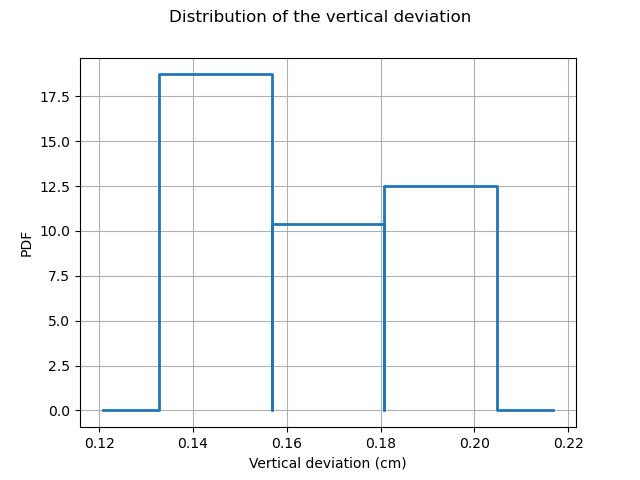 Distribution of the vertical deviation
17.5
15.0
12.5
10.0
7.5
5.0
2.5
0.0
PDF
0.12 0.14 0.16 0.18 0.20 0.22
Vertical deviation (cm)